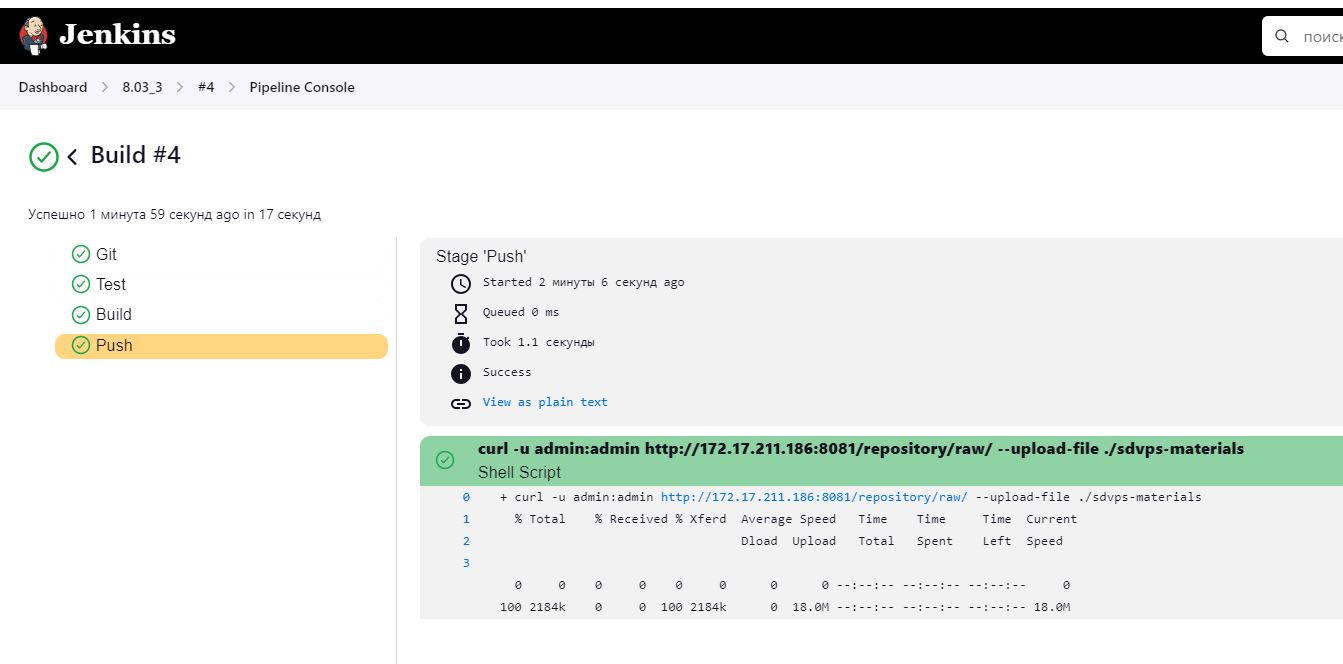 Jenkins
поиск
Dashboard > 8.03_3 > #4 > Pipeline Console
Build #4
Успешно 1 минута 59 секунд ago in 17 секунд
Git
Test
Build
Push
Stage 'Push'
Started 2 минуты 6 секунд ago
Queued 0 ms
Took 1.1 секунды
Success
View as plain text
curl -u admin:admin http://172.17.211.186:8081/repository/raw/ --upload-file ./sdvps-materials
Shell Script
0 + curl -u admin:admin http://172.17.211.186:8081/repository/raw/ --upload-file ./sdvps-materials
1 % Total % Received % Xferd Average Speed Time Time Time Current
2 Dload Upload Total Spent Left Speed
3
0 0 0 0 0 0 0 0 --:--:-- --:--:-- --:--:-- 0
100 2184k 0 0 100 2184k 0 18.0M --:--:-- --:--:-- --:--:-- 18.0M